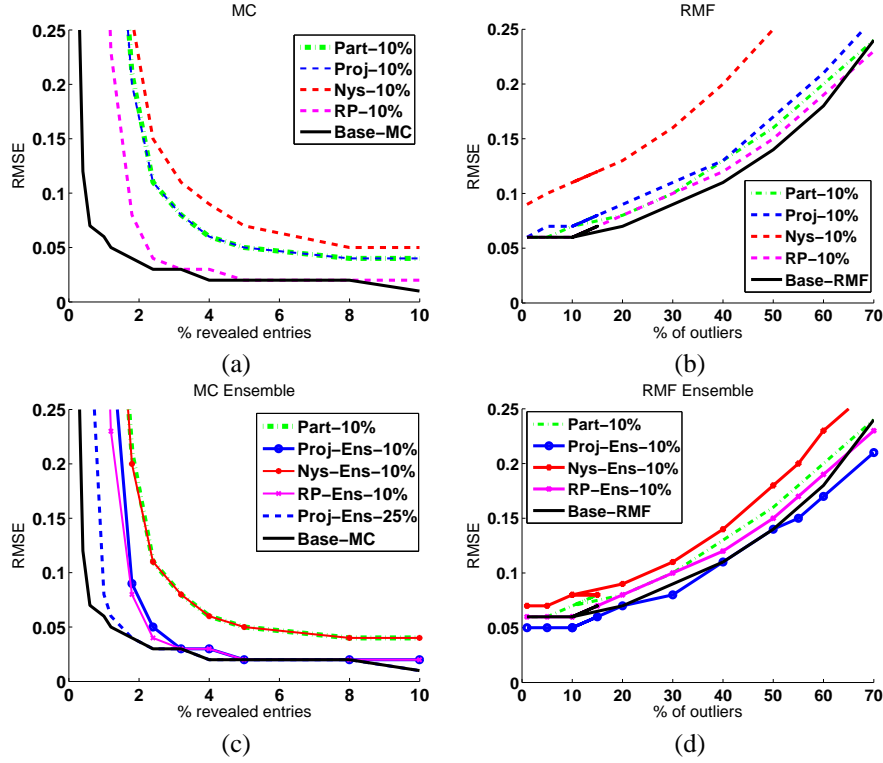 MC
0.25
0.2
0.15
0.1
0.05
0
RMSE
0 2 4 6 8 10
% revealed entries
Part−10%
Proj−10%
Nys−10%
RP−10%
Base−MC
(a)
RMF
0.25
0.2
0.15
0.1
0.05
0
RMSE
0 10 20 30 40 50 60 70
% of outliers
Part−10%
Proj−10%
Nys−10%
RP−10%
Base−RMF
(b)
MC Ensemble
0.25
0.2
0.15
0.1
0.05
0
RMSE
0 2 4 6 8 10
% revealed entries
Part−10%
Proj−Ens−10%
Nys−Ens−10%
RP−Ens−10%
Proj−Ens−25%
Base−MC
(c)
RMF Ensemble
0.25
0.2
0.15
0.1
0.05
0
RMSE
0 10 20 30 40 50 60 70
% of outliers
Part−10%
Proj−Ens−10%
Nys−Ens−10%
RP−Ens−10%
Base−RMF
(d)